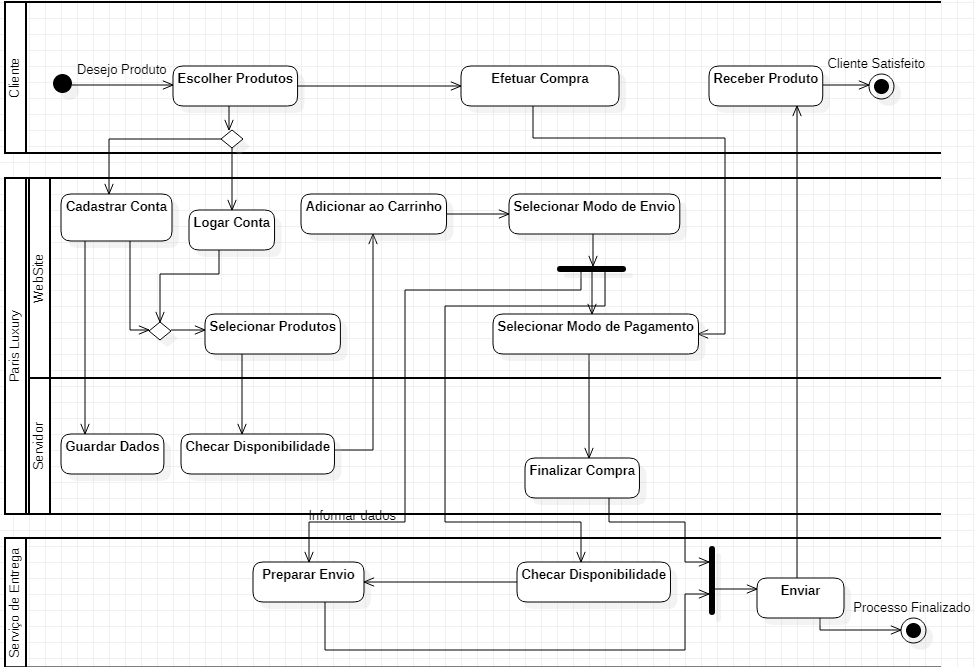 Cliente
Desejo Produto
Escolher Produtos
Efetuar Compra
Receber Produto
Cliente Satisfeito
Paris Luxury
WebSite
Cadastrar Conta
Logar Conta
Adicionar ao Carrinho
Selecionar Modo de Envio
Selecionar Produtos
Selecionar Modo de Pagamento
Servidor
Guardar Dados
Checar Disponibilidade
Finalizar Compra
Informar dados
Serviço de Entrega
Preparar Envio
Checar Disponibilidade
Enviar
Processo Finalizado